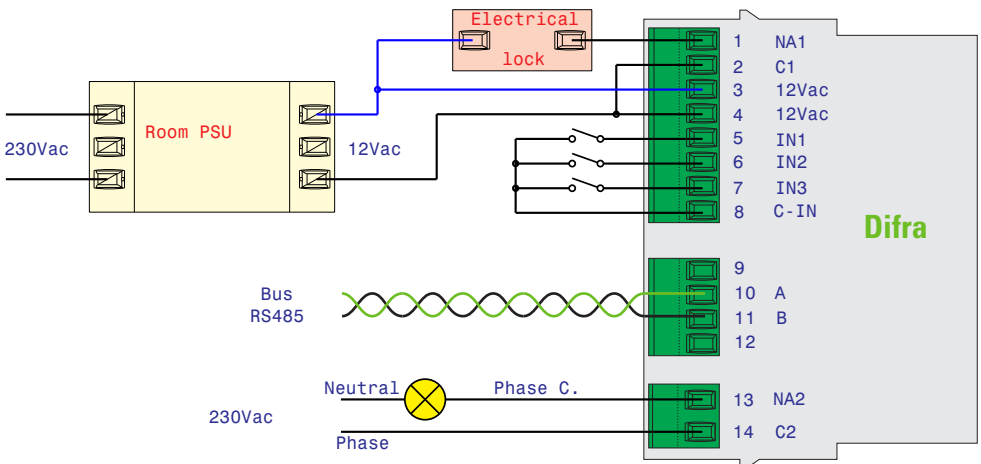 Electrical
lock
Room PSU
230Vac
12Vac
1 NA1
2 C1
3 12Vac
4 12Vac
5 IN1
6 IN2
7 IN3
8 C-IN
Difra
9
10 A
11 B
12
Bus
RS485
Neutral
Phase C.
230Vac
Phase
13 NA2
14 C2